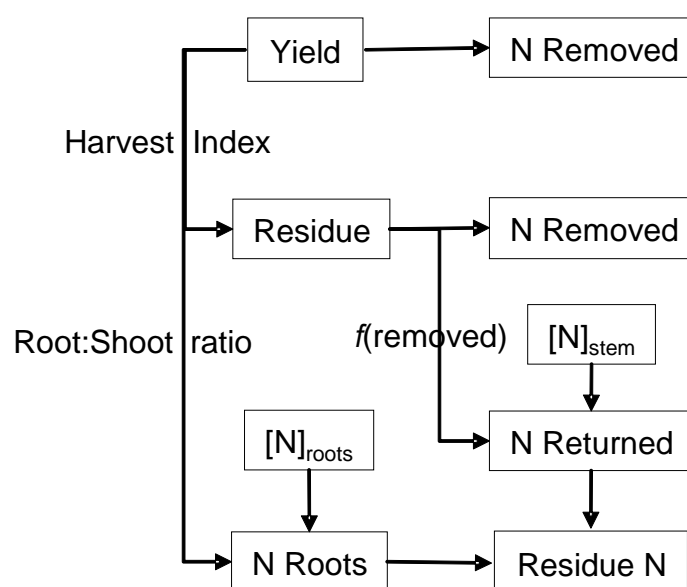 Yield
N Removed
Harvest Index
Residue
N Removed
Root:Shoot ratio
f(removed)
[N]stem
[N]roots
N Returned
N Roots
Residue N